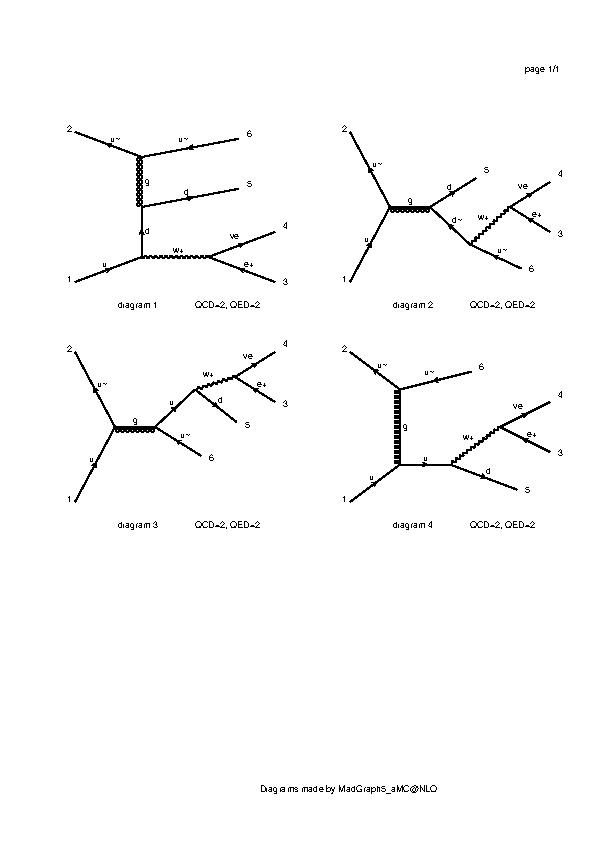 page 1/1
2
u~
u~
6
g
d
5
d
ve
4
w+
u
e+
1
3
diagram 1 QCD=2, QED=2
2
u~
g
d
5
ve
4
w+
d~
e+
3
u
u~
6
1
diagram 2 QCD=2, QED=2
2
u~
ve
4
w+
e+
3
g
u
d
5
u~
6
u
1
diagram 3 QCD=2, QED=2
2
u~
u~
6
g
ve
4
w+
e+
3
u
u
d
5
1
diagram 4 QCD=2, QED=2
Diagrams made by MadGraph5_aMC@NLO